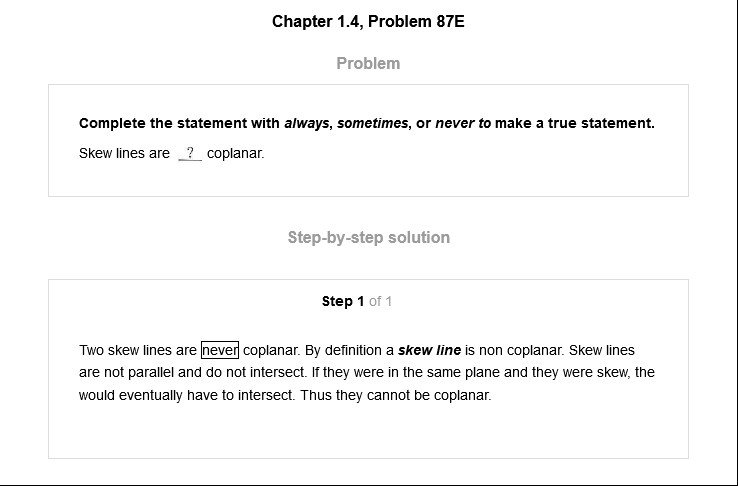 Chapter 1.4, Problem 87E
Problem
Complete the statement with always, sometimes, or never to make a true statement.
Skew lines are ? coplanar.
Step-by-step solution
Step 1 of 1
Two skew lines are never coplanar. By definition a skew line is non coplanar. Skew lines
are not parallel and do not intersect. If they were in the same plane and they were skew, the
would eventually have to intersect. Thus they cannot be coplanar.